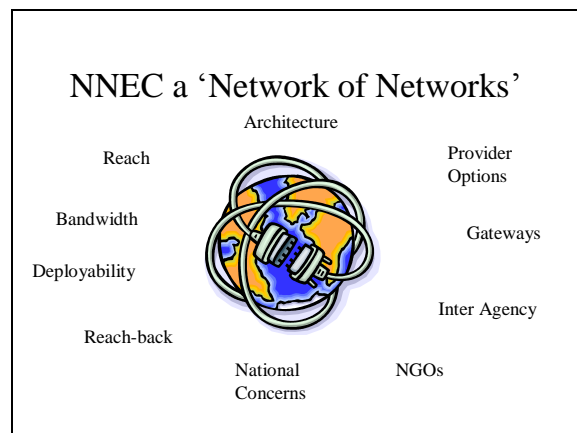 NNEC a ‘Network of Networks’
Architecture
Reach
Provider
Options
Bandwidth
Gateways
Deployability
Inter Agency
Reach-back
National
Concerns
NGOs